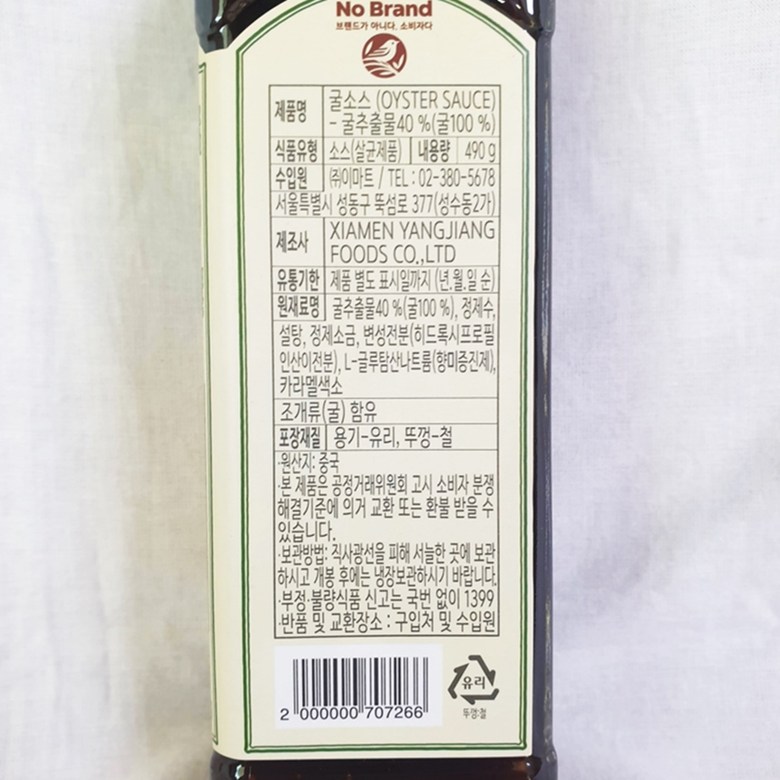 No Brand
브랜드가 아니다. 소비자다
제품명 굴소스 (OYSTER SAUCE)
- 굴추출물40 %(굴100 %)
식품유형 소스(살균제품) 내용량 490 g
수입원 ㈜이마트 / TEL : 02-380-5678
서울특별시 성동구 뚝섬로 377(성수동2가)
제조사 XIAMEN YANGJIANG
FOODS CO.,LTD
유통기한 제품 별도 표시일까지 (년.월.일 순)
원재료명 굴추출물40 %(굴100 %), 정제수,
설탕, 정제소금, 변성전분(히드록시프로필
인산이전분), L-글루탐산나트륨(향미증진제),
카라멜색소
조개류(굴) 함유
포장재질 용기-유리, 뚜껑-철
·원산지: 중국
·본 제품은 공정거래위원회 고시 소비자 분쟁
해결기준에 의거 교환 또는 환불 받을 수
있습니다.
·보관방법: 직사광선을 피해 서늘한 곳에 보관
하시고 개봉 후에는 냉장보관하시기 바랍니다.
·부정·불량식품 신고는 국번 없이 1399
·반품 및 교환장소 : 구입처 및 수입원
유리
뚜껑:철
2 000000 707266